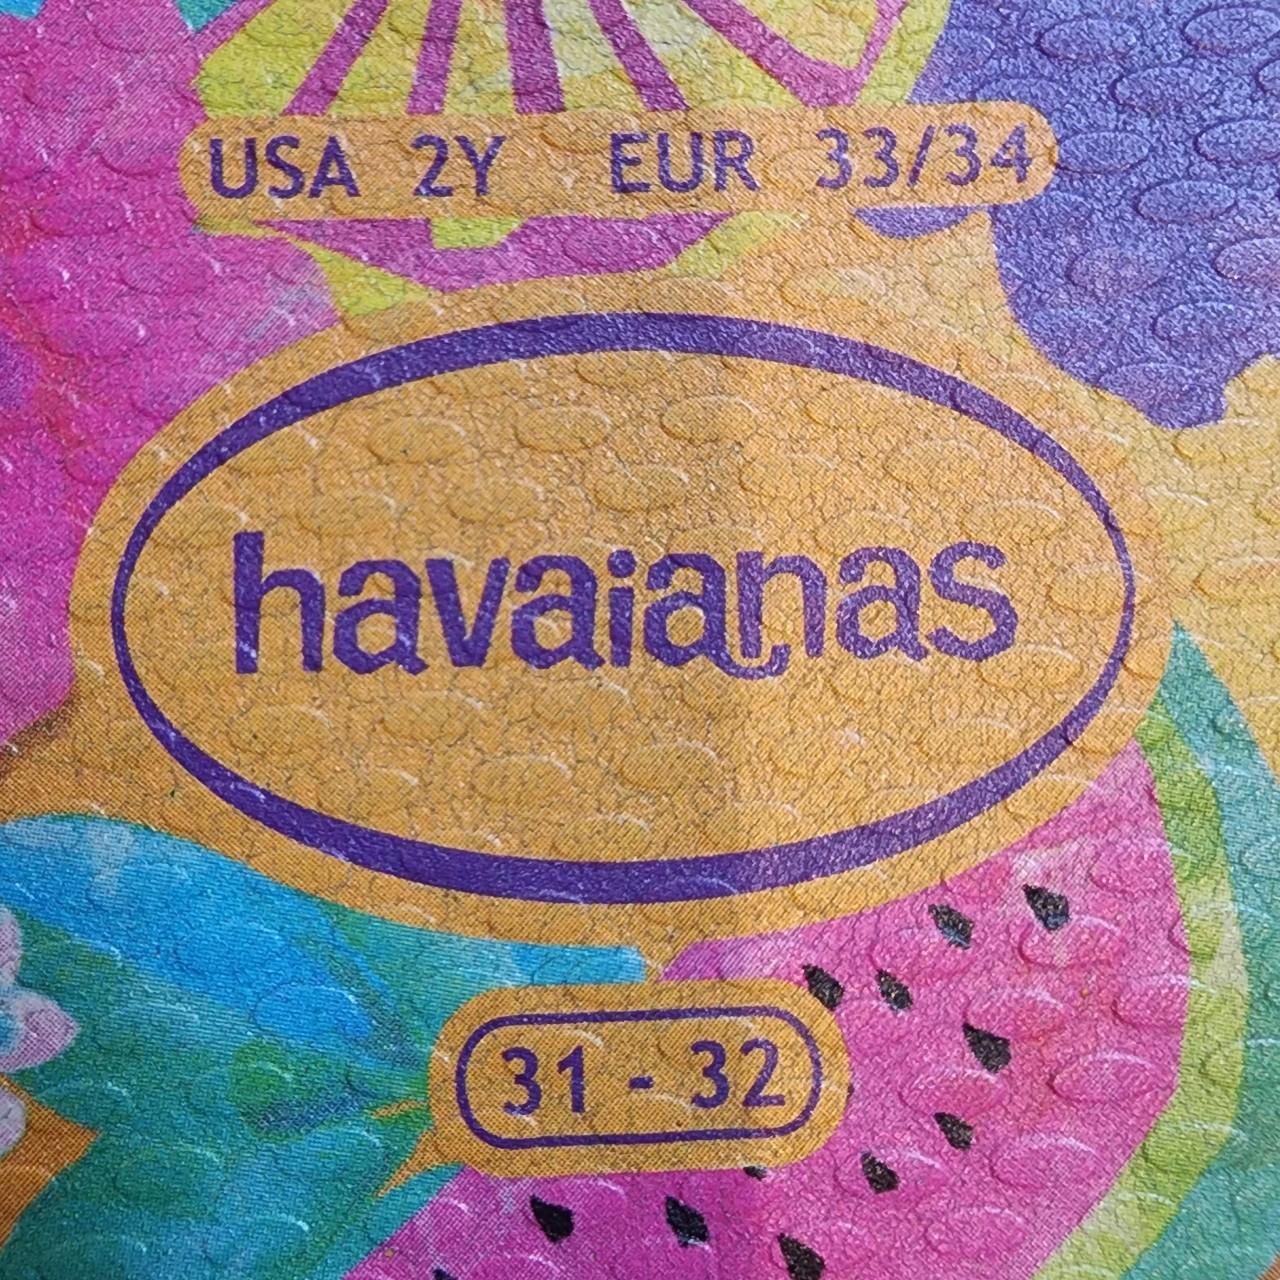 USA 2Y EUR 33/34
havaianas
31 - 32